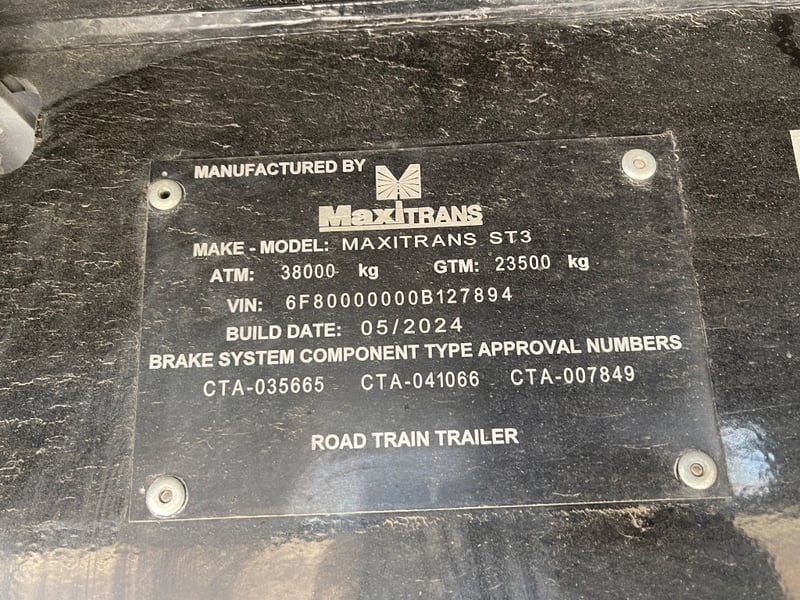 MANUFACTURED BY
MaxiTRANS
MAKE - MODEL: MAXITRANS ST3
ATM: 38000 kg GTM: 23500 kg
VIN: 6F80000000B127894
BUILD DATE: 05/2024
BRAKE SYSTEM COMPONENT TYPE APPROVAL NUMBERS
CTA-035665 CTA-041066 CTA-007849
ROAD TRAIN TRAILER